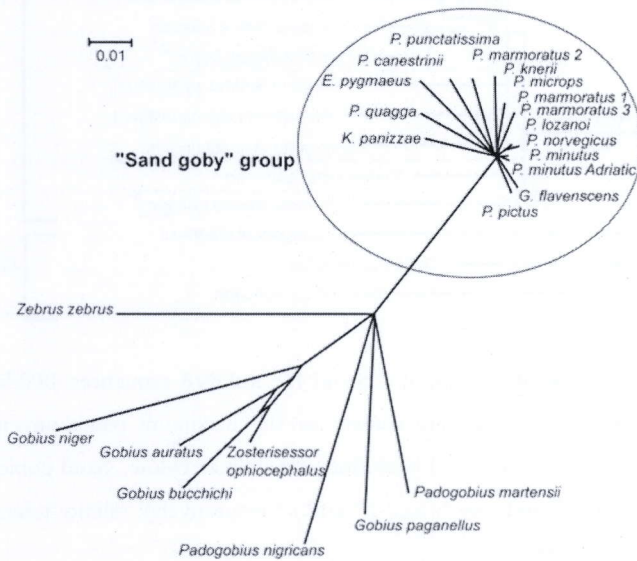 0.01
P. punctatissima
P. canestrinii
P. marmoratus 2
P. knerii
E. pygmaeus
P. microps
P. marmoratus 1
P. quagga
P. marmoratus 3
P. lozanoi
K. panizzae
P. norvegicus
"Sand goby" group
P. minutus
P. minutus Adriatic
G. flavenscens
P. pictus
Zebrus zebrus
Gobius niger
Gobius auratus
Zosterisessor
ophiocephalus
Gobius bucchichi
Padogobius martensii
Gobius paganellus
Padogobius nigricans